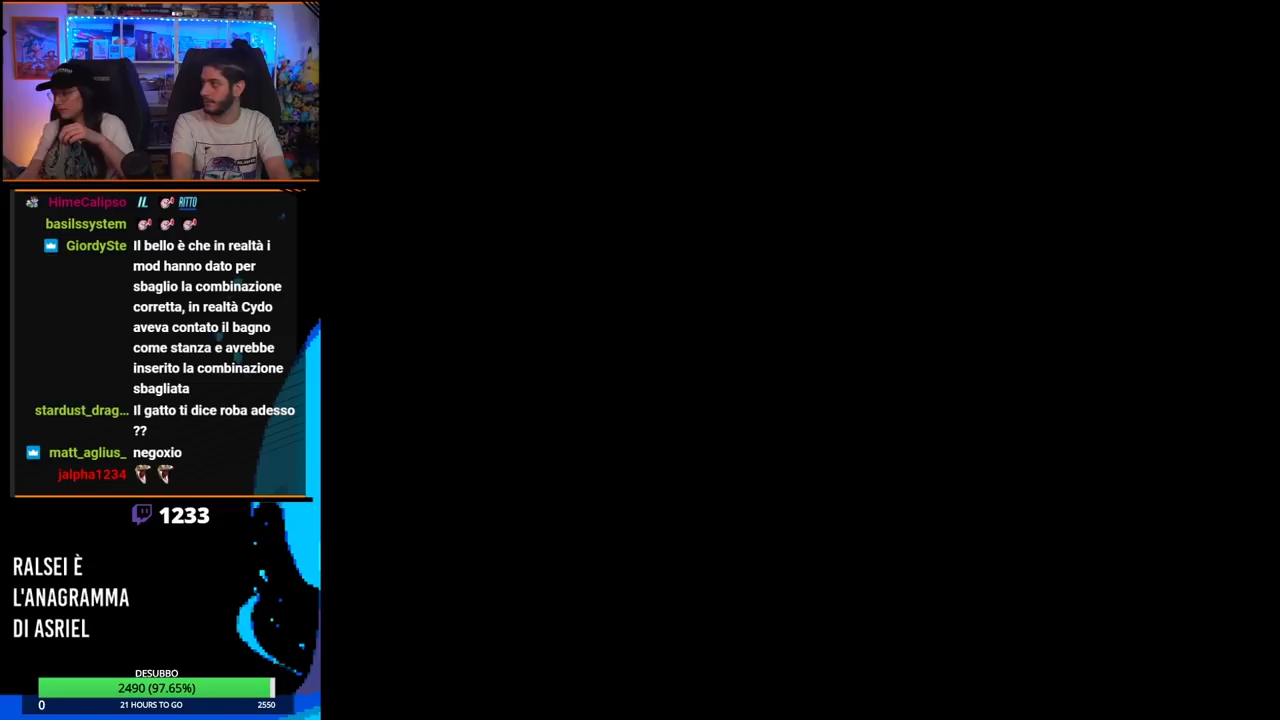 HimeCalipso IL RITTO
basilssystem
GiordySte Il bello è che in realtà i
mod hanno dato per
sbaglio la combinazione
corretta, in realtà Cydo
aveva contato il bagno
come stanza e avrebbe
inserito la combinazione
sbagliata
stardust_drag... Il gatto ti dice roba adesso
??
matt_aglius_ negoxio
jalpha1234
1233
RALSEI È
L'ANAGRAMMA
DI ASRIEL
DESUBBO
2490 (97.65%)
0 21 HOURS TO GO 2550